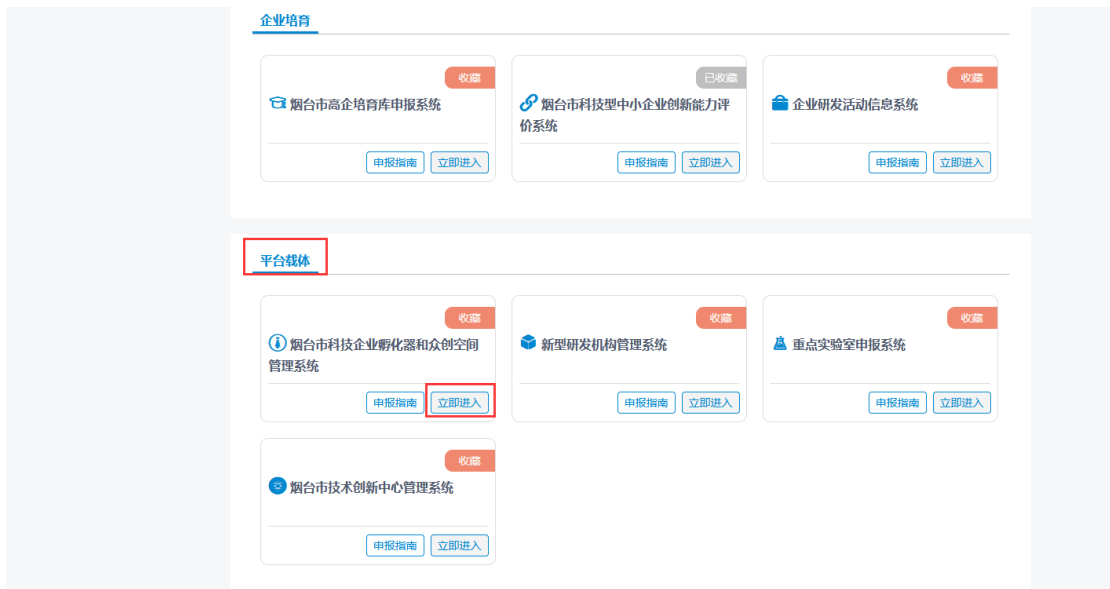 企业培育
收藏
烟台市高企培育库申报系统
申报指南
立即进入
已收藏
烟台市科技型中小企业创新能力评
价系统
申报指南
立即进入
收藏
企业研发活动信息系统
申报指南
立即进入
平台载体
收藏
烟台市科技企业孵化器和众创空间
管理系统
申报指南
立即进入
收藏
新型研发机构管理系统
申报指南
立即进入
收藏
重点实验室申报系统
申报指南
立即进入
收藏
烟台市技术创新中心管理系统
申报指南
立即进入